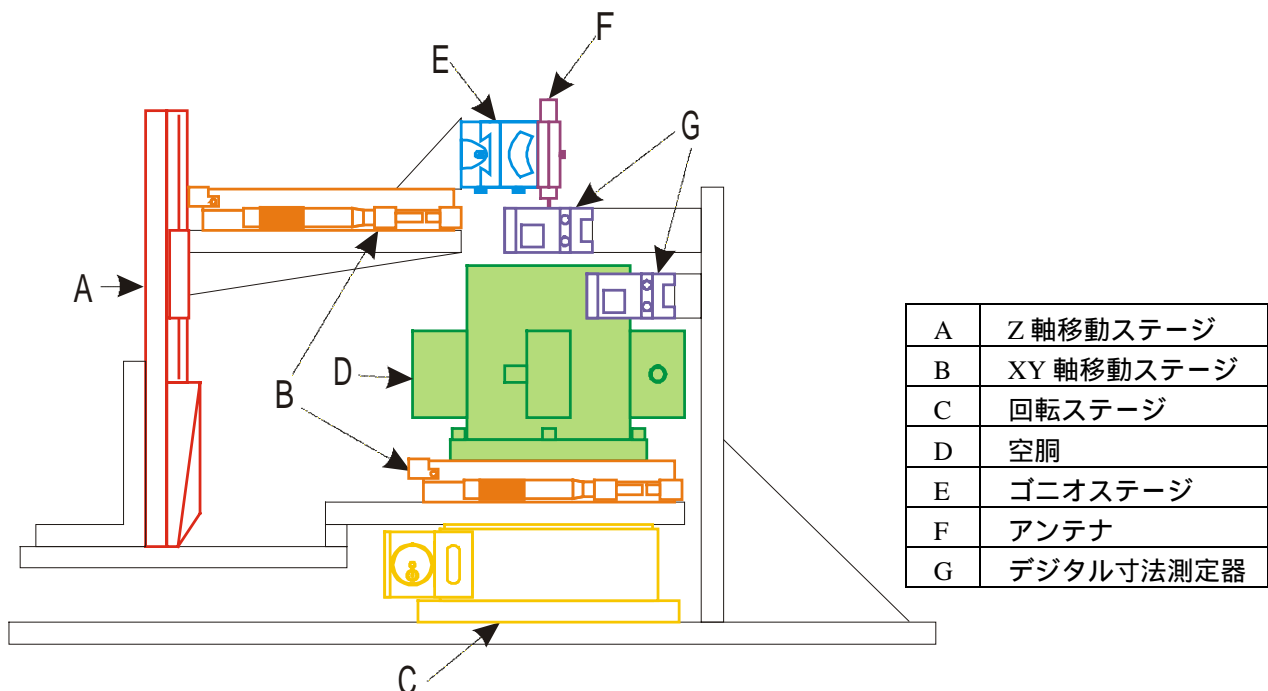 F
E
G
A
B
D
C
A Z 軸移動ステージ
B XY 軸移動ステージ
C 回転ステージ
D 空胴
E ゴニオステージ
F アンテナ
G デジタル寸法測定器